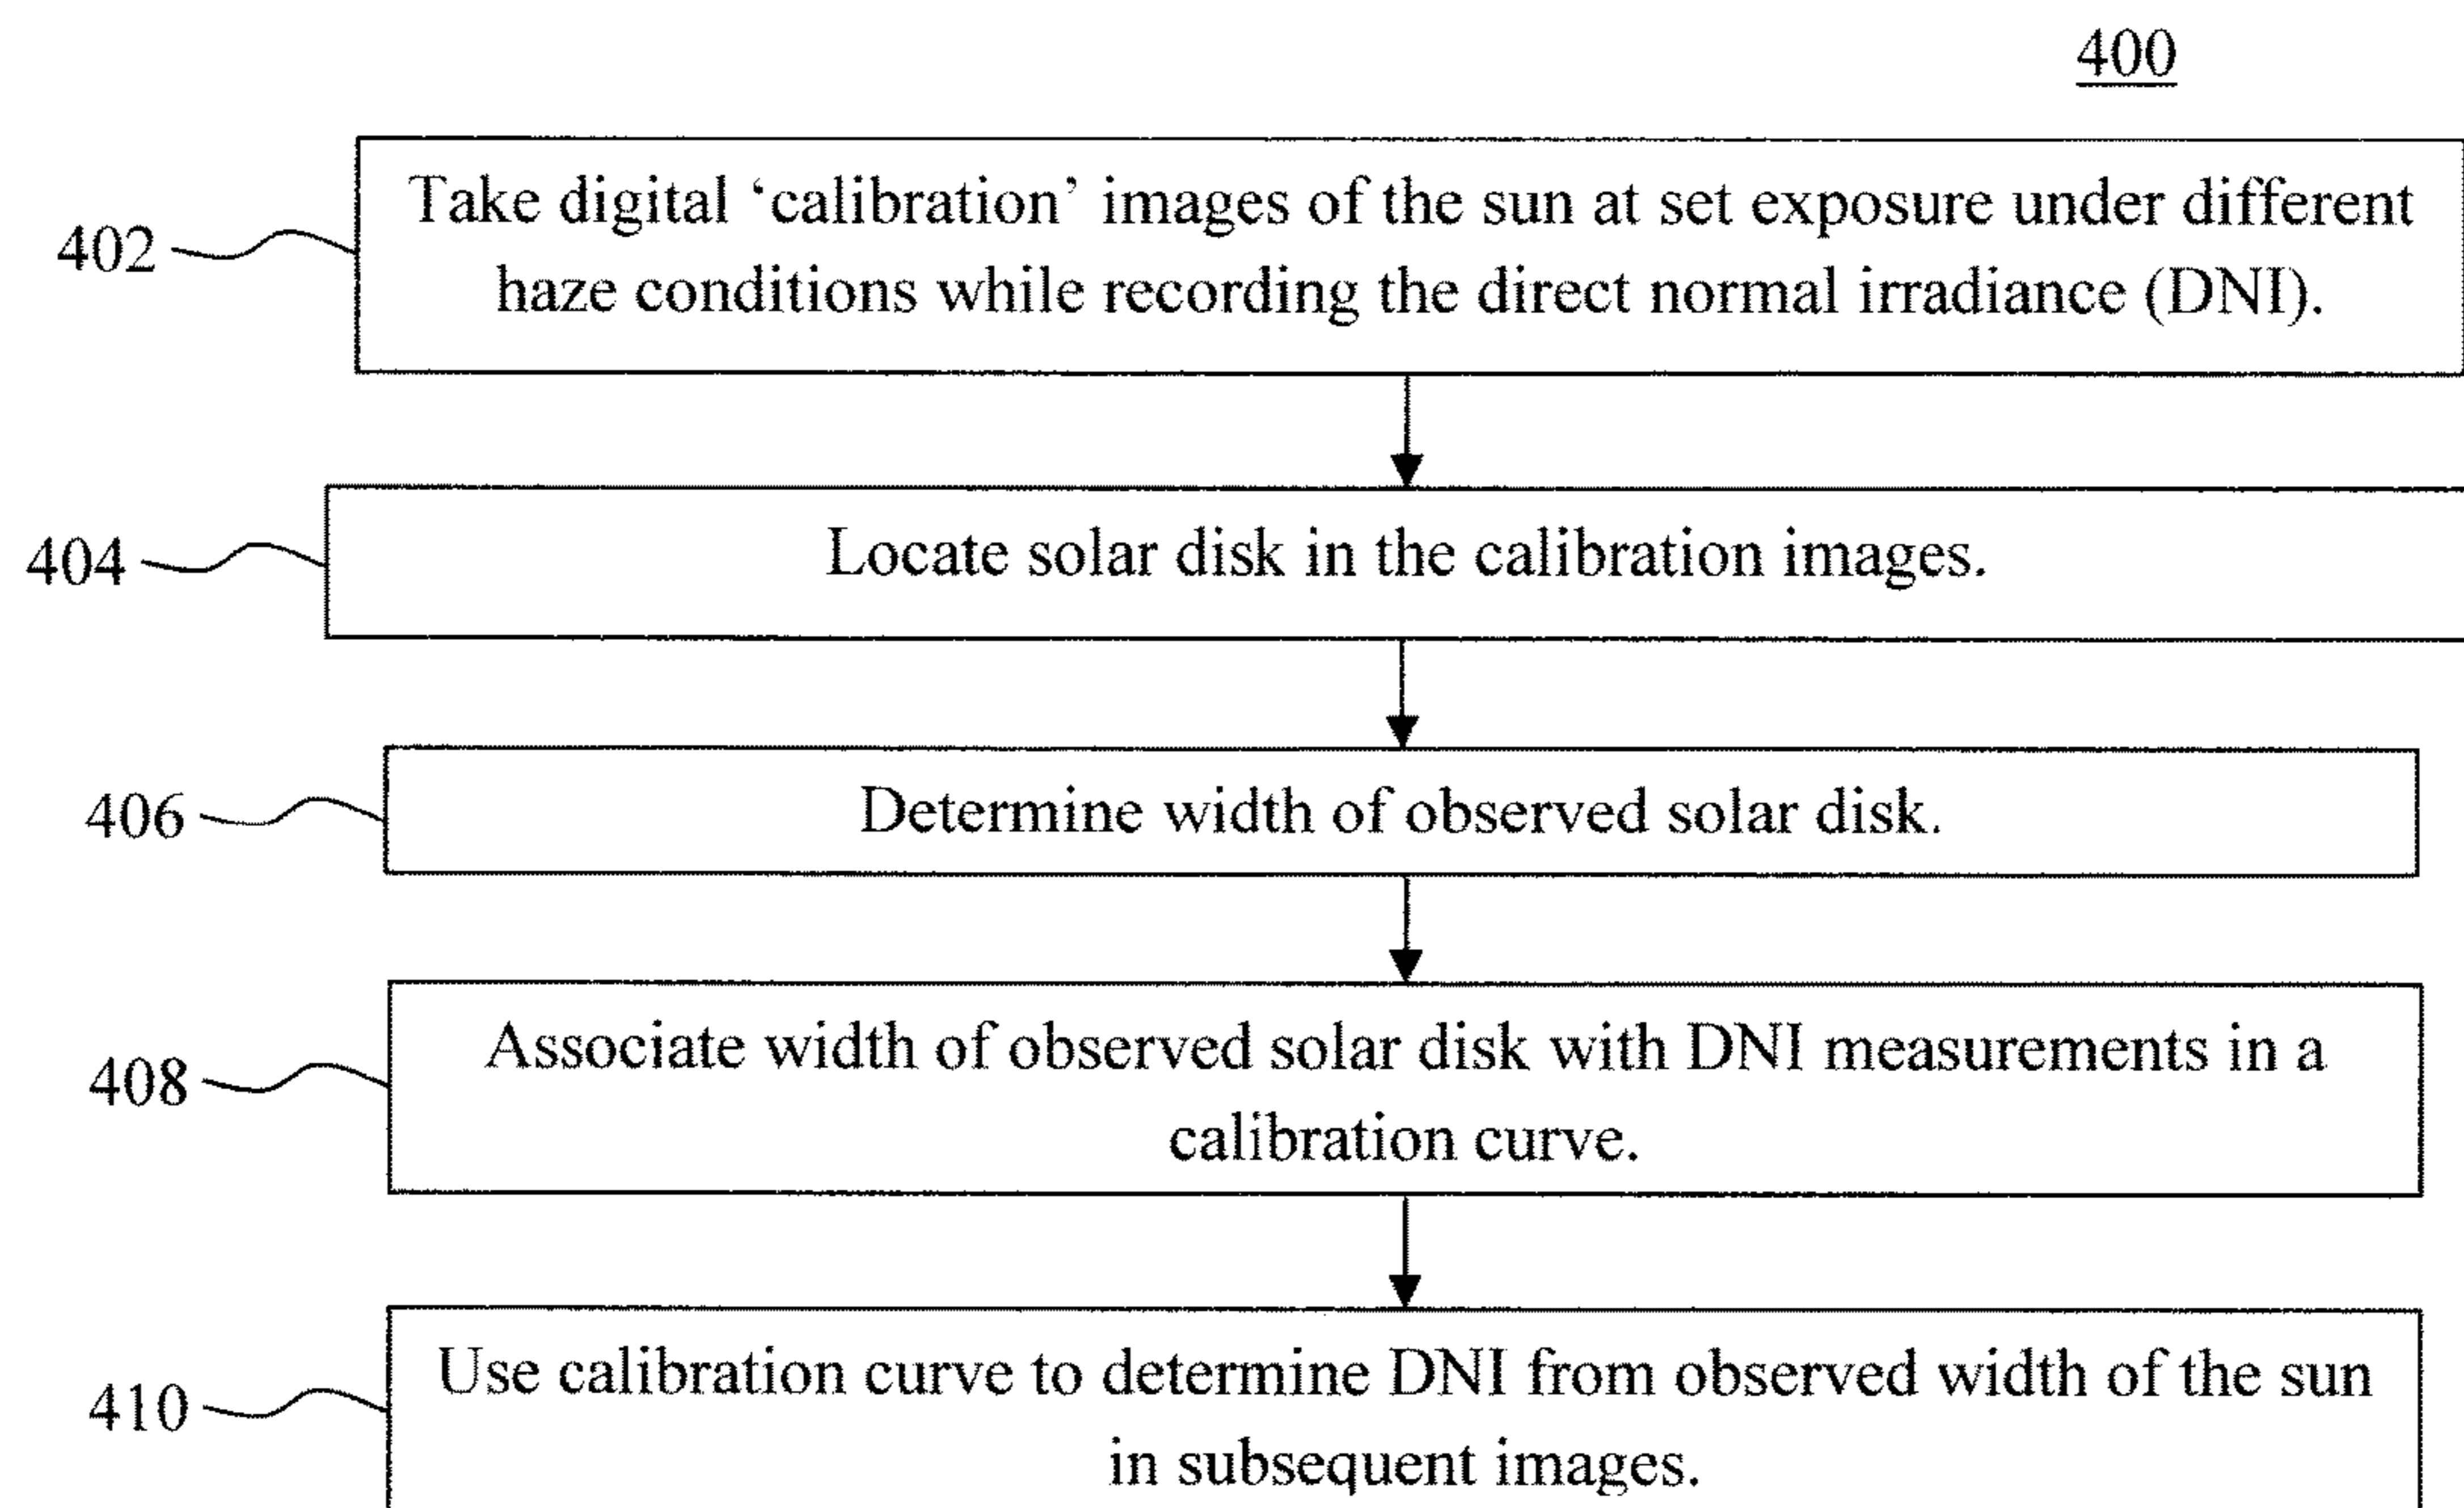 400
402
Take digital ‘calibration’ images of the sun at set exposure under different
haze conditions while recording the direct normal irradiance (DNI).
404
Locate solar disk in the calibration images.
406
Determine width of observed solar disk.
408
Associate width of observed solar disk with DNI measurements in a
calibration curve.
410
Use calibration curve to determine DNI from observed width of the sun
in subsequent images.